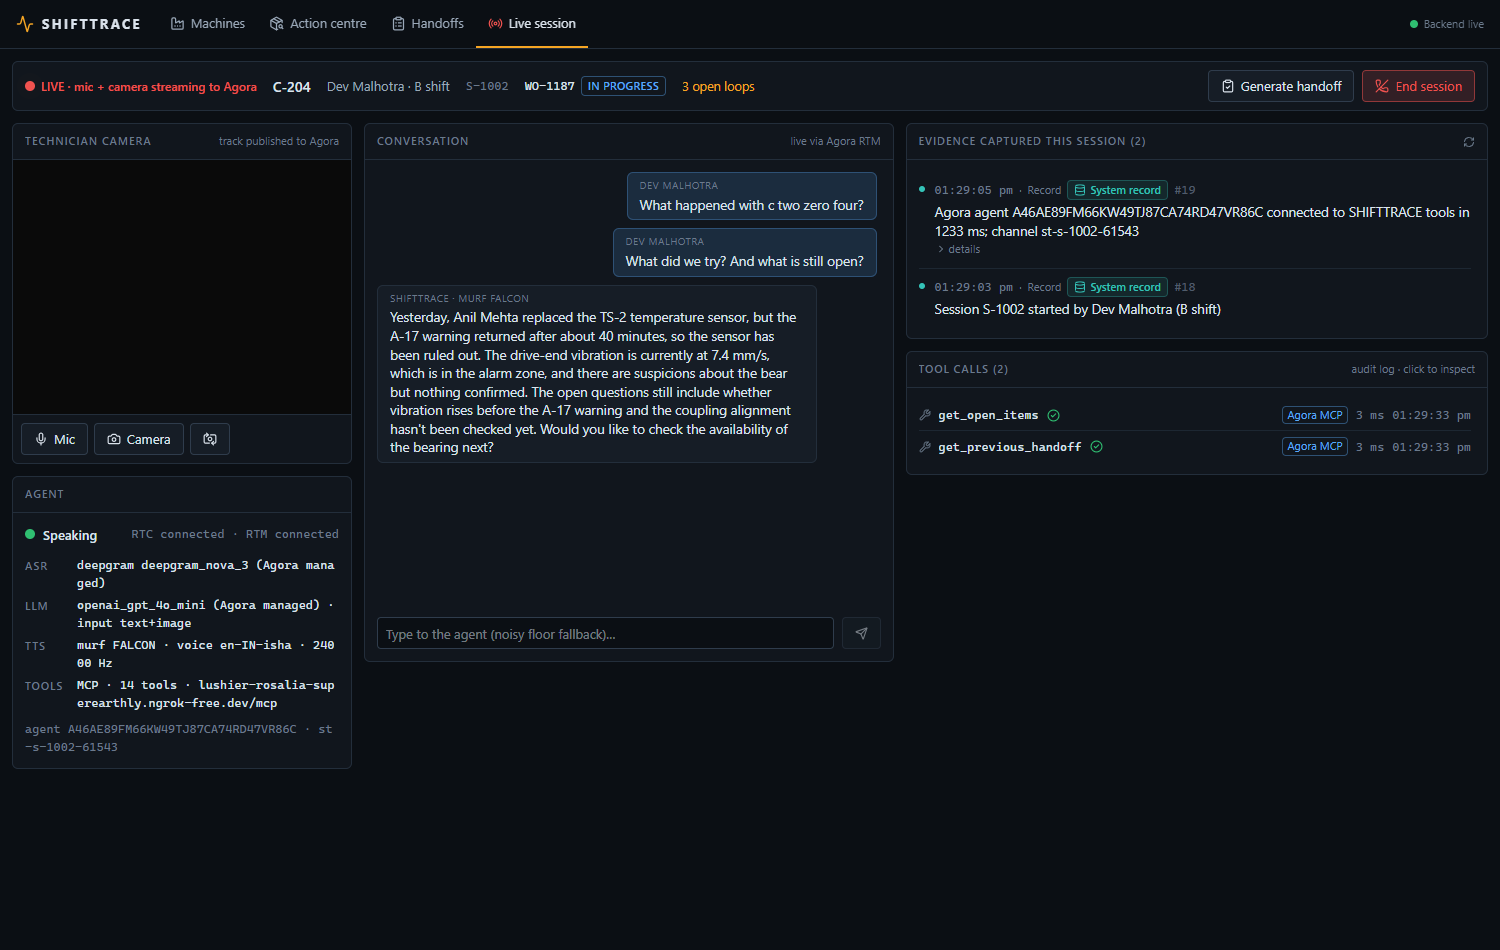 SHIFTTRACE
Machines
Action centre
Handoffs
Live session
Backend live
LIVE · mic + camera streaming to Agora
C-204
Dev Malhotra · B shift
S-1002
WO-1187
IN PROGRESS
3 open loops
Generate handoff
End session
TECHNICIAN CAMERA
track published to Agora
Mic
Camera
AGENT
Speaking
RTC connected · RTM connected
ASR
deepgram deepgram_nova_3 (Agora mana
ged)
LLM
openai_gpt_4o_mini (Agora managed) ·
input text+image
TTS
murf FALCON · voice en-IN-isha · 240
00 Hz
TOOLS
MCP · 14 tools · lushier-rosalia-sup
erearthly.ngrok-free.dev/mcp
agent A46AE89FM66KW49TJ87CA74RD47VR86C · st
-s-1002-61543
CONVERSATION
live via Agora RTM
DEV MALHOTRA
What happened with c two zero four?
DEV MALHOTRA
What did we try? And what is still open?
SHIFTTRACE · MURF FALCON
Yesterday, Anil Mehta replaced the TS-2 temperature sensor, but the
A-17 warning returned after about 40 minutes, so the sensor has
been ruled out. The drive-end vibration is currently at 7.4 mm/s,
which is in the alarm zone, and there are suspicions about the bear
but nothing confirmed. The open questions still include whether
vibration rises before the A-17 warning and the coupling alignment
hasn't been checked yet. Would you like to check the availability of
the bearing next?
Type to the agent (noisy floor fallback)...
EVIDENCE CAPTURED THIS SESSION (2)
01:29:05 pm · Record System record #19
Agora agent A46AE89FM66KW49TJ87CA74RD47VR86C connected to SHIFTTRACE tools in
1233 ms; channel st-s-1002-61543
details
01:29:03 pm · Record System record #18
Session S-1002 started by Dev Malhotra (B shift)
TOOL CALLS (2)
audit log · click to inspect
get_open_items
Agora MCP 3 ms 01:29:33 pm
get_previous_handoff
Agora MCP 3 ms 01:29:33 pm